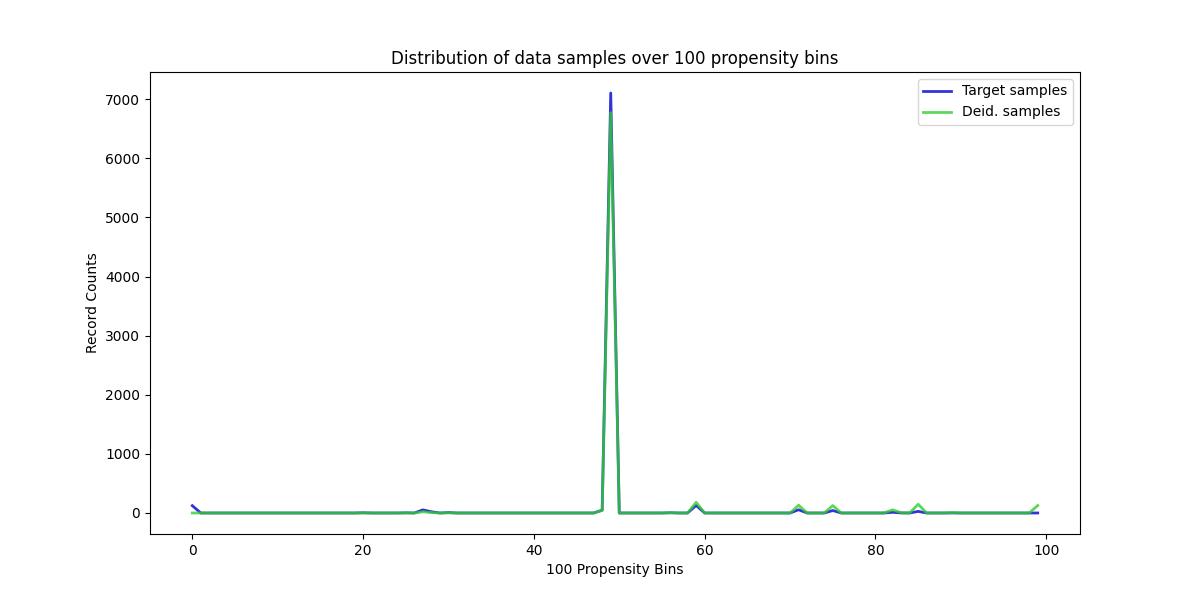 Distribution of data samples over 100 propensity bins
Target samples
Deid. samples
7000
6000
5000
4000
3000
2000
1000
0
Record Counts
0 20 40 60 80 100
100 Propensity Bins